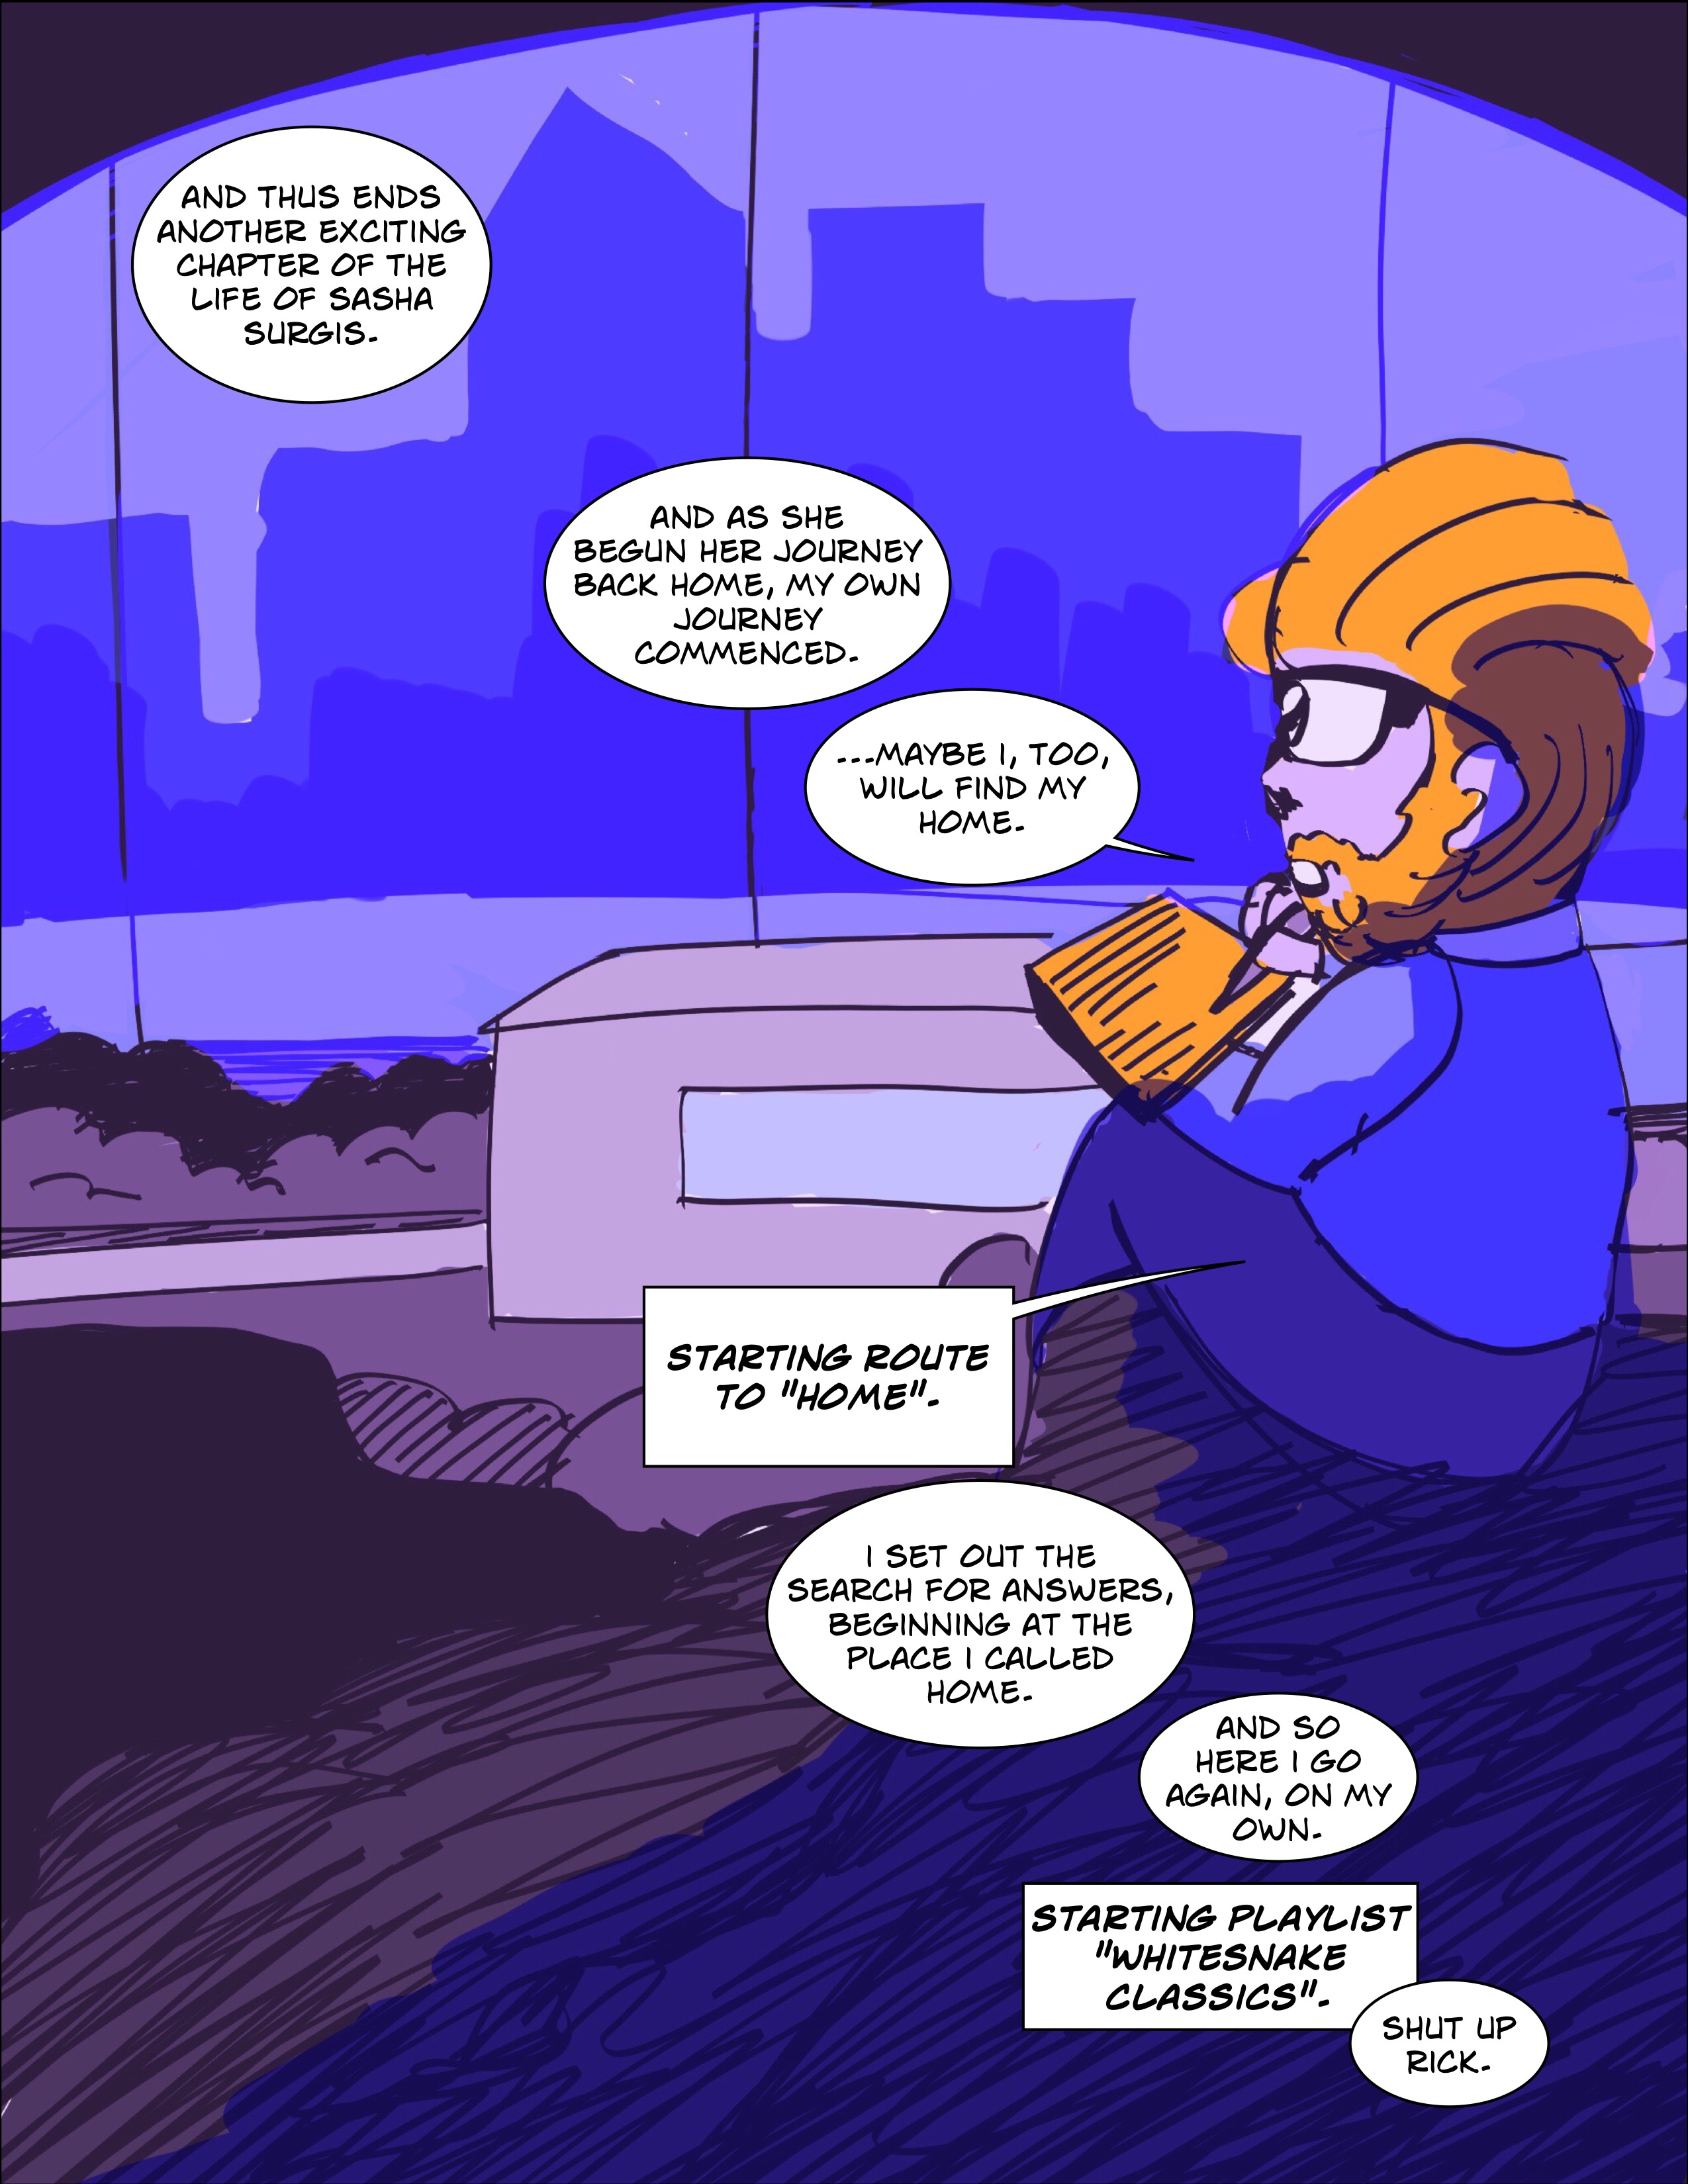 AND THUS ENDS
ANOTHER EXCITING
CHAPTER OF THE
LIFE OF SASHA
SURGIS.
AND AS SHE
BEGUN HER JOURNEY
BACK HOME, MY OWN
JOURNEY
COMMENCED.
...MAYBE I, TOO,
WILL FIND MY
HOME.
STARTING ROUTE
TO "HOME".
I SET OUT THE
SEARCH FOR ANSWERS,
BEGINNING AT THE
PLACE I CALLED
HOME.
AND SO
HERE I GO
AGAIN, ON MY
OWN.
STARTING PLAYLIST
"WHITESNAKE
CLASSICS".
SHUT UP
RICK.